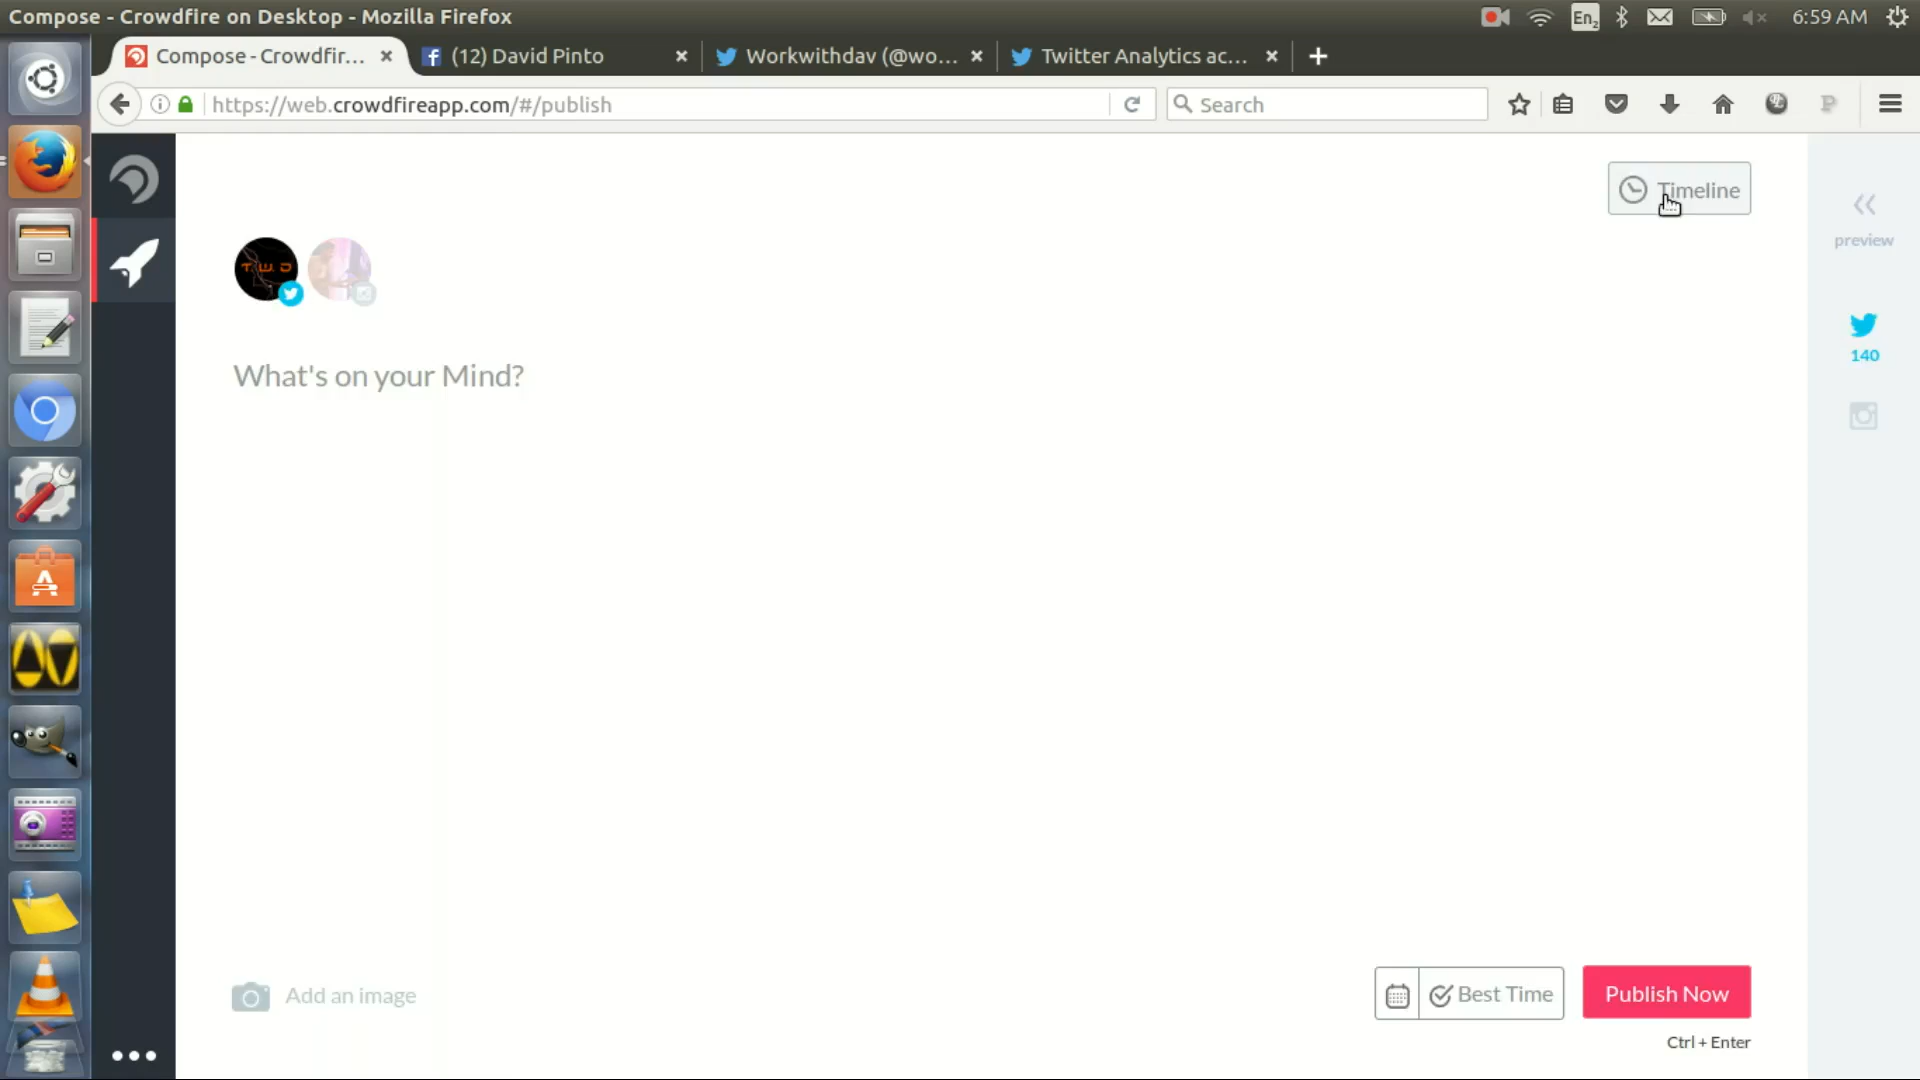 Compose - Crowdfire on Desktop - Mozilla Firefox
En2
6:59 AM
Compose - Crowdfir...
(12) David Pinto
Workwithdav (@wo...
Twitter Analytics ac...
https://web.crowdfireapp.com/#/publish
Search
Timeline
preview
ד.ש.כ
140
What's on your Mind?
Add an image
Best Time
Publish Now
Ctrl + Enter